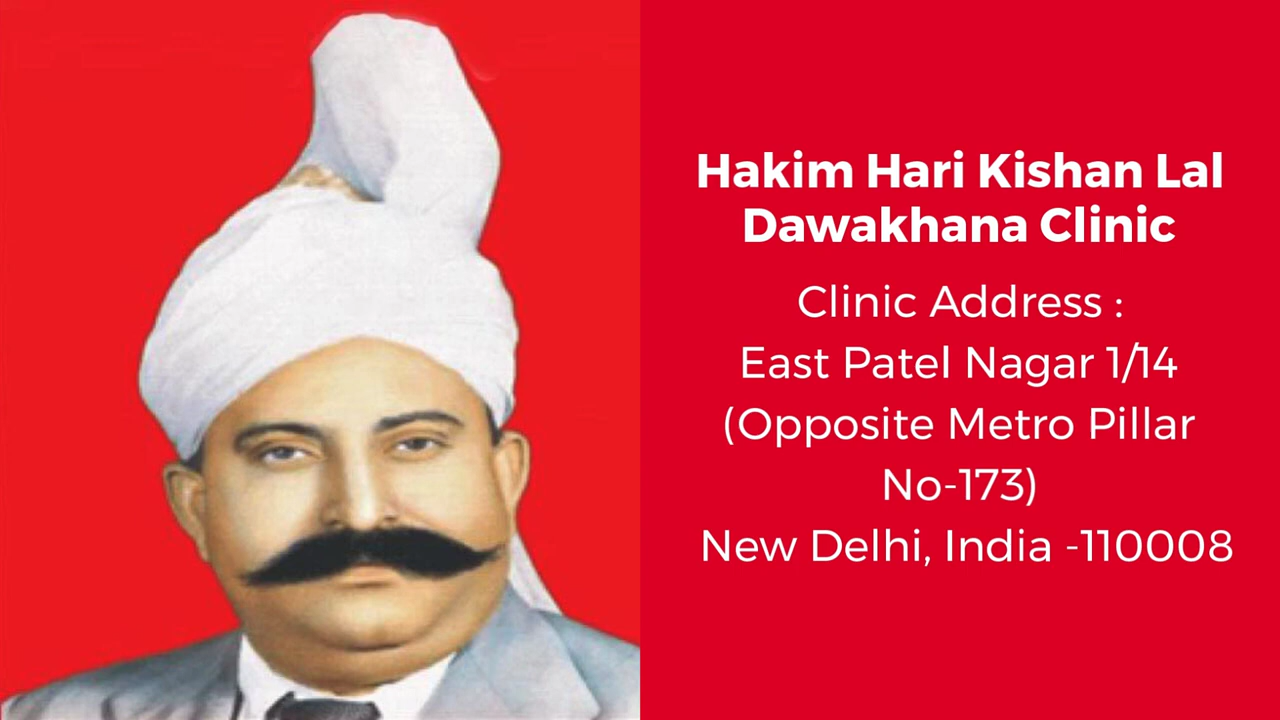 Hakim Hari Kishan Lal
Dawakhana Clinic
Clinic Address :
East Patel Nagar 1/14
(Opposite Metro Pillar
No-173)
New Delhi, India -110008